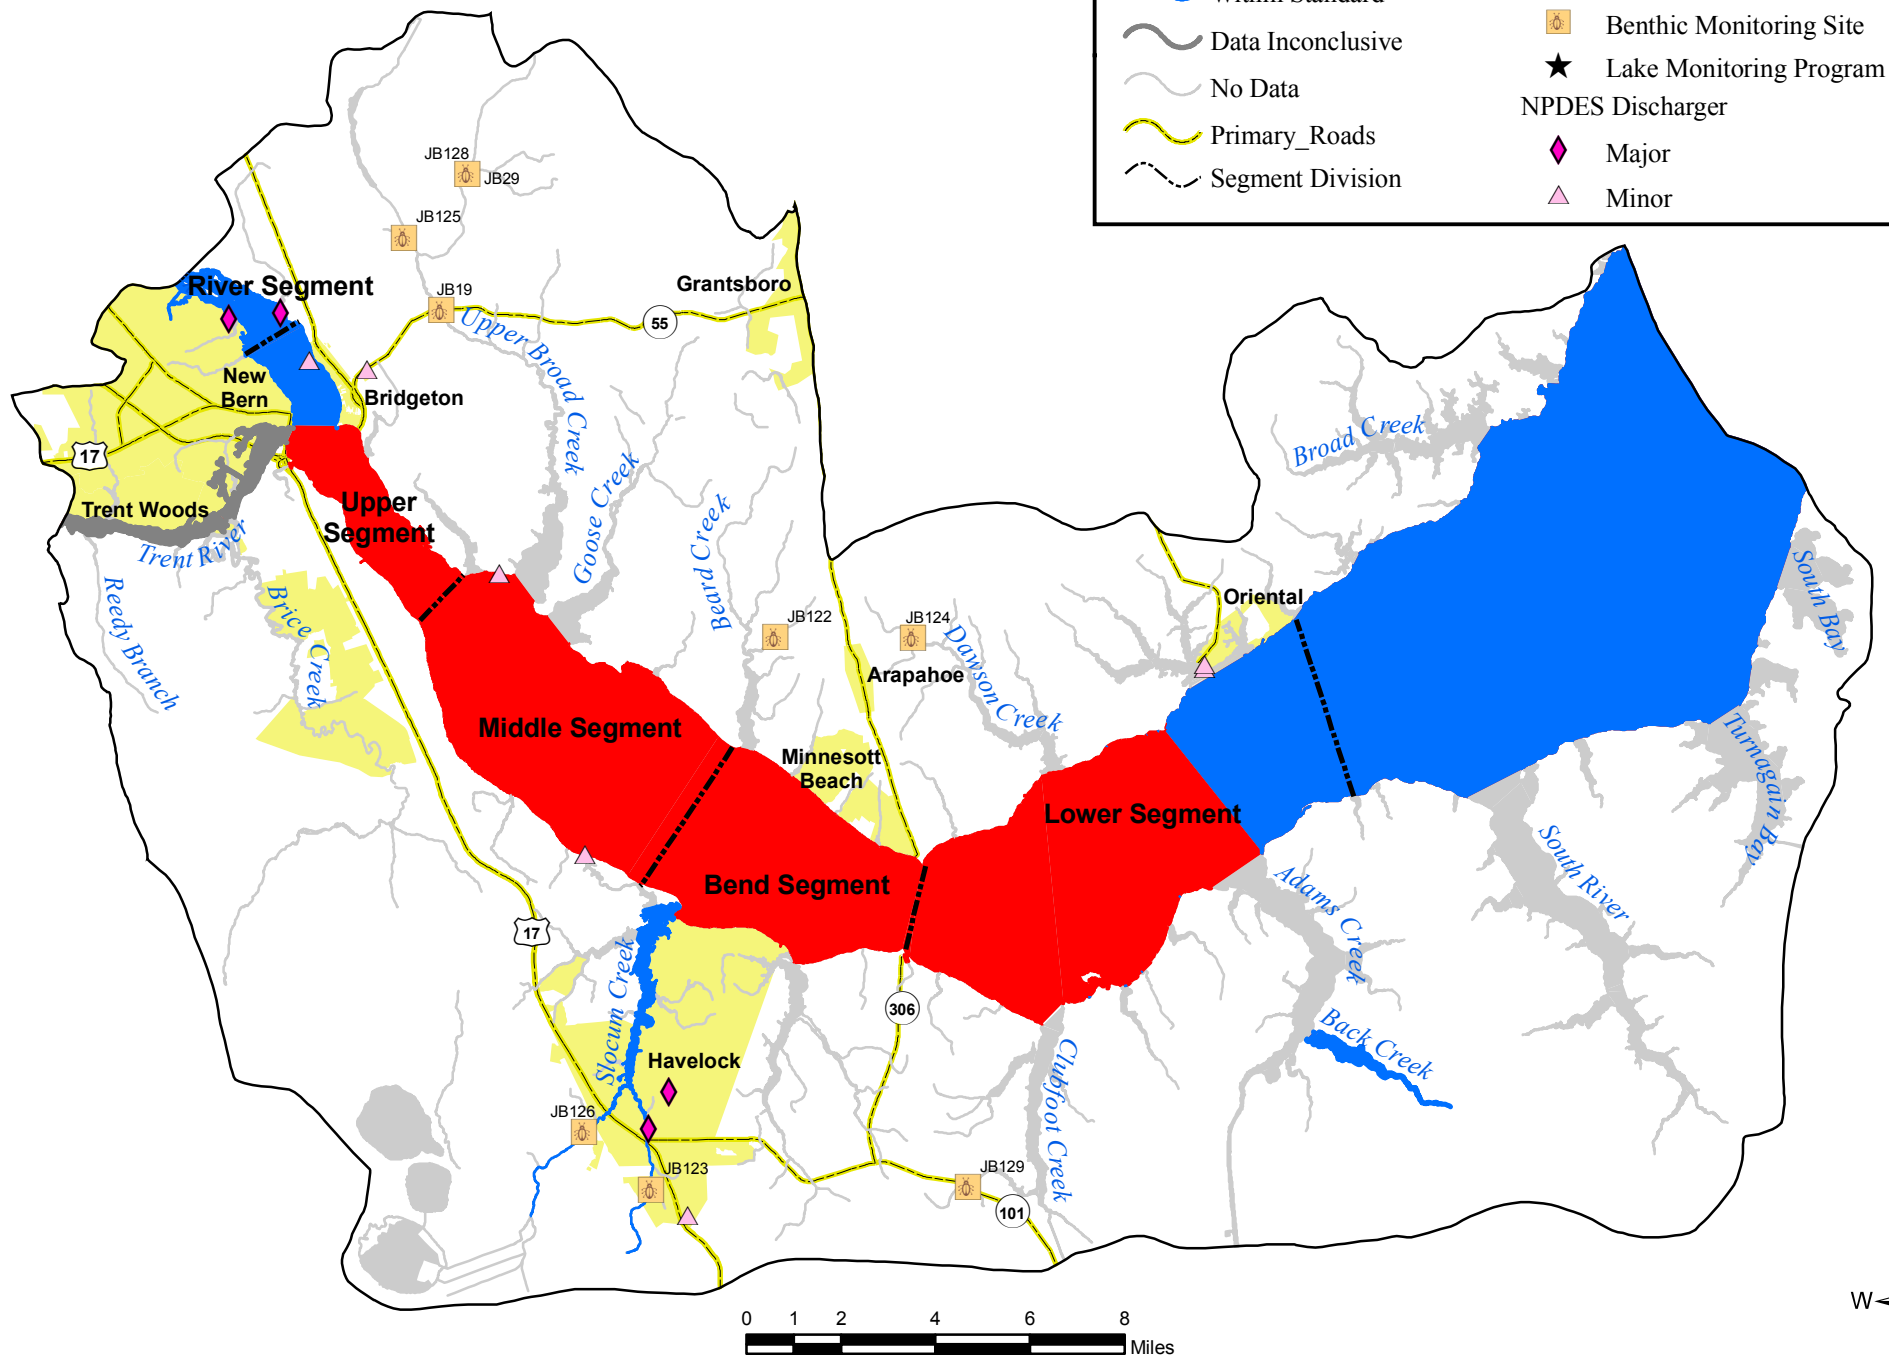 Within Standard
Data Inconclusive
No Data
Primary_Roads
Segment Division
Benthic Monitoring Site
Lake Monitoring Program
NPDES Discharger
Major
Minor
JB128
JB29
JB125
JB19
55
Grantsboro
River Segment
Upper Broad Creek
New
Bern
Bridgeton
17
Trent Woods
Trent River
Upper
Segment
Goose Creek
Beard Creek
Reedy Branch
Brice Creek
JB122
JB124
Arapahoe
Dawson Creek
Broad Creek
Oriental
South Bay
Turnagain Bay
Middle Segment
Minnesott
Beach
Lower Segment
Bend Segment
South River
Adams Creek
Back Creek
17
Slocum Creek
306
Havelock
Clubfoot Creek
JB126
JB123
JB129
101
W
0 1 2 4 6 8
Miles